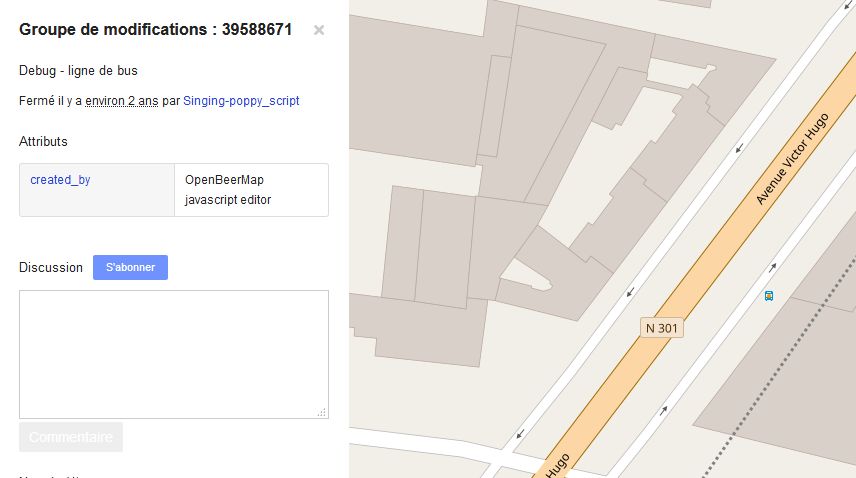 Groupe de modifications : 39588671 ×
Debug - ligne de bus
Fermé il y a environ 2 ans par Singing-poppy_script
Attributs
created_by
OpenBeerMap
javascript editor
Discussion
S'abonner
Commentaire
Avenue Victor Hugo
N 301
Hugo